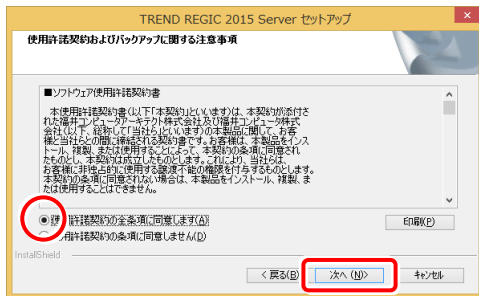 TREND REGIC 2015 Server セットアップ
使用許諾契約およびバックアップに関する注意事項
■ソフトウェア使用許諾契約書
本使用許諾契約書(以下「本契約」といいます)は、本契約が添付さ
れた福井コンピュータアーキテクト株式会社及び福井コンピュータ株式
会社(以下、総称して「当社ら」といいます)の本製品に関して、お客
様と当社らとの間に締結される契約書です。お客様は、本製品をインス
トール、複製、または使用することによって、本契約の条項に同意され
たものとし、本契約は成立したものとします。これにより、当社らは、
お客様に非独占的に使用する譲渡不能の権限を付与するものとします。
本契約の条項に同意されない場合は、本製品をインストール、複製、ま
たは使用することはできません。
使用許諾契約の全条項に同意します(A)
用許諾契約の条項に同意しません(D)
印刷(P)
InstallShield
< 戻る(B)
次へ (N)>
キャンセル